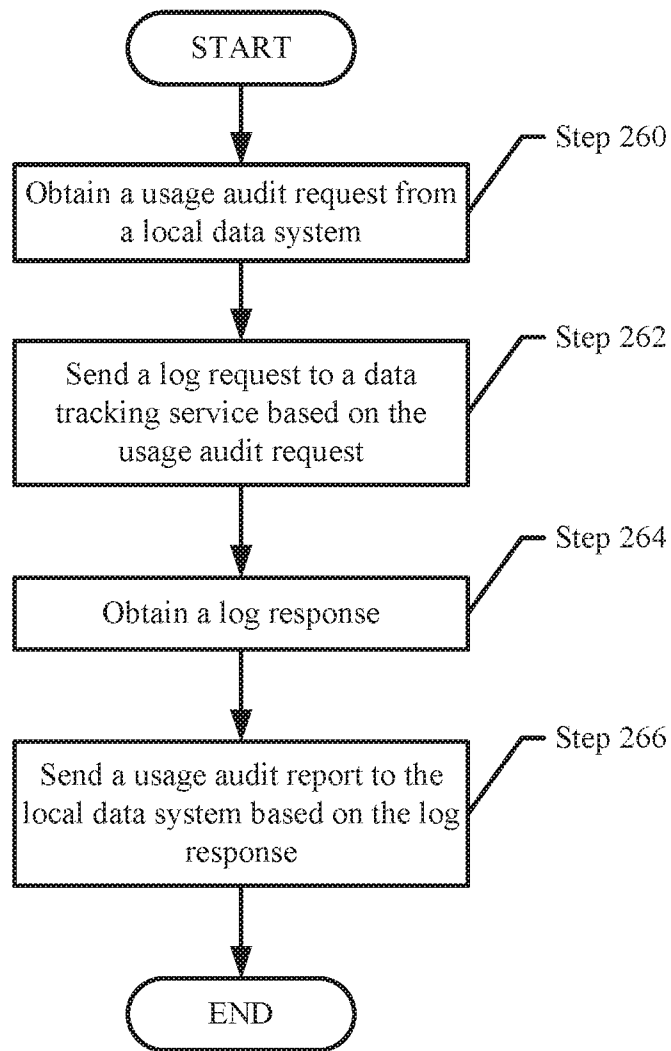 START
Step 260
Obtain a usage audit request from
a local data system
Step 262
Send a log request to a data
tracking service based on the
usage audit request
Step 264
Obtain a log response
Step 266
Send a usage audit report to the
local data system based on the log
response
END